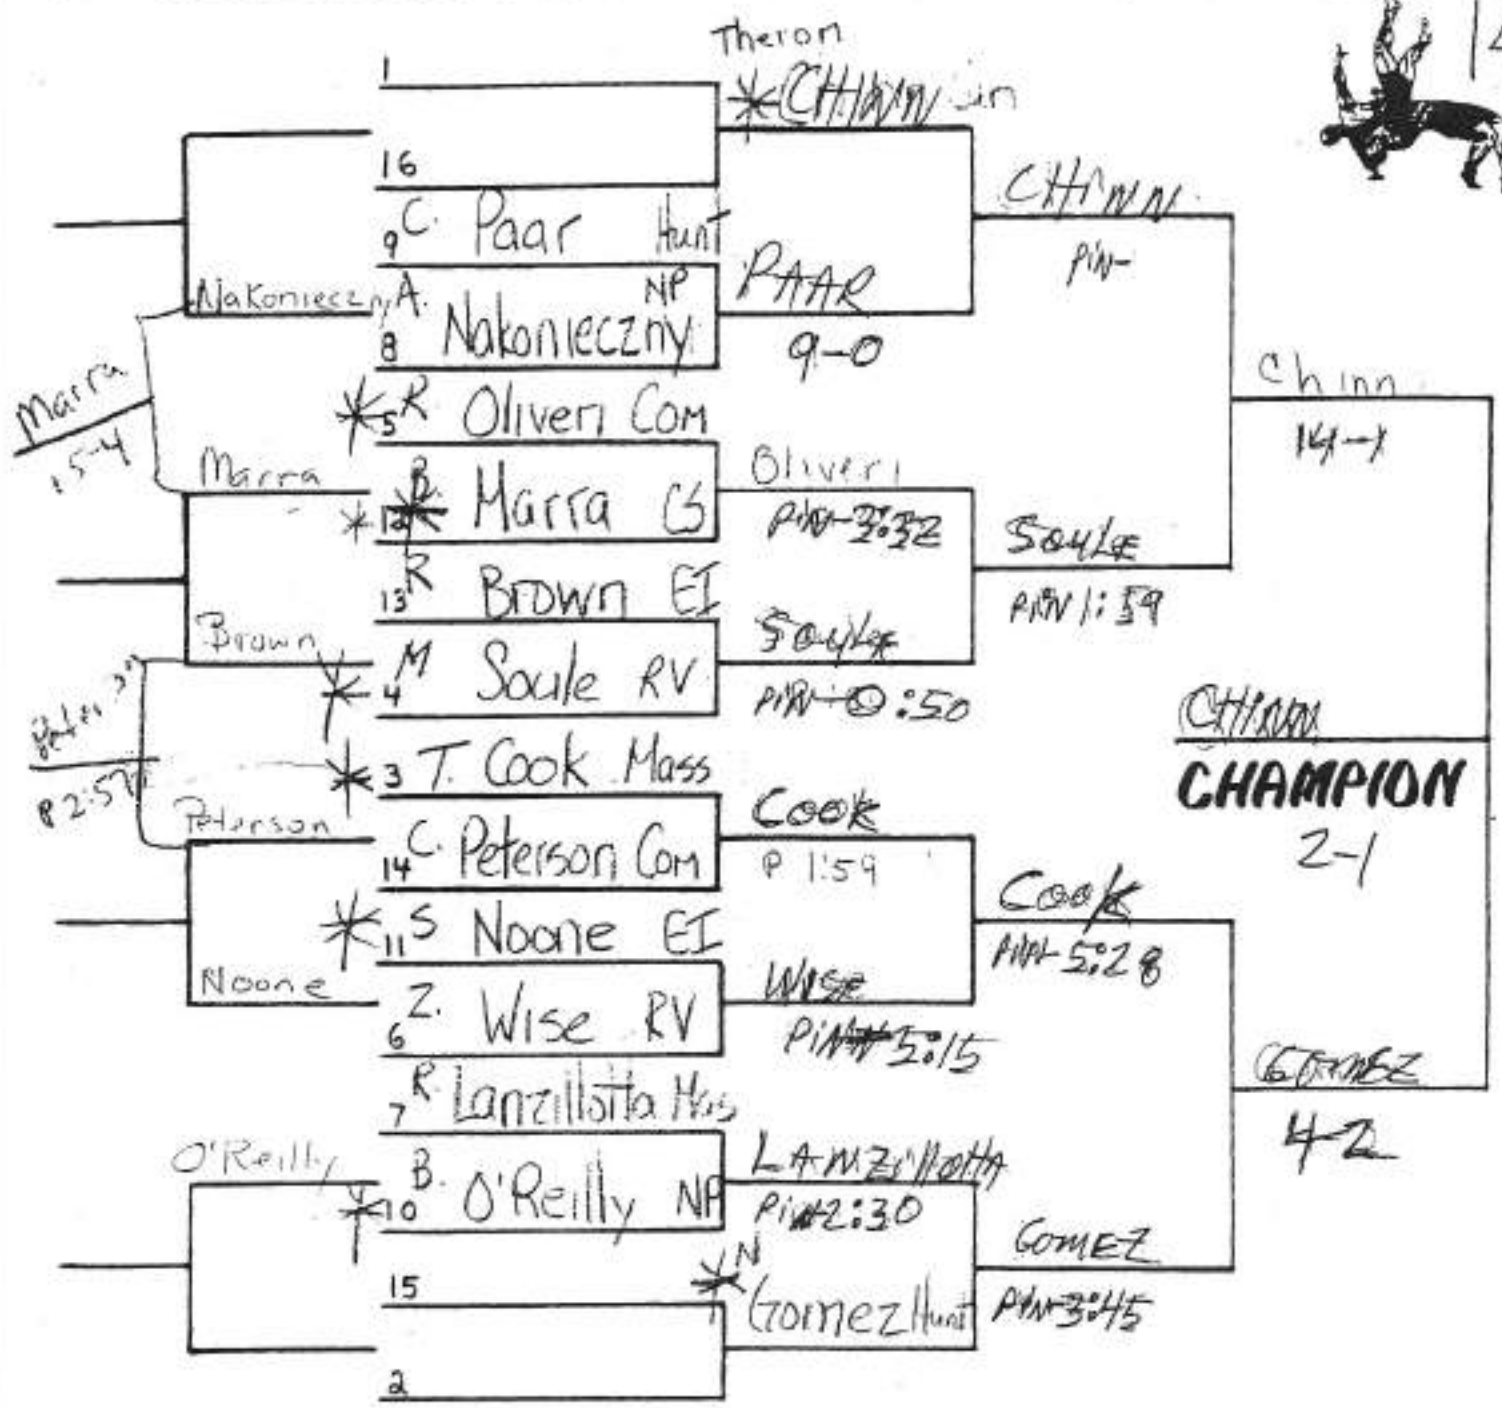 Theron
1
* CHINN
16
CHINN
9 C. Paar Hunt
PIN-
Nakonieczny A. NP PAAR
8 Nakonieczny
9-0
Marra
15-4
* 5 R Oliveri Com
Chinn
14-1
Marra
* 12 B. Marra CS
Oliveri
PIN-3:32
Soule
PIN 1:59
13 R Brown EI
Brown
Soule
* 4 M Soule RV
PIN-0:50
CHINN
CHAMPION
2-1
P 2:57
* 3 T. Cook Mass
Peterson
Cook
14 C. Peterson Com
P 1:59
Cook
PIN 5:28
* 11 S Noone EI
Noone
Wise
6 Z. Wise RV
PIN 5:15
Gomez
4-2
7 R. Lanzillotta Mas
O'Reilly
* 10 B. O'Reilly NP
Lanzillotta
PIN 2:30
Gomez
PIN-3:45
15
* N Gomez Hunt
2